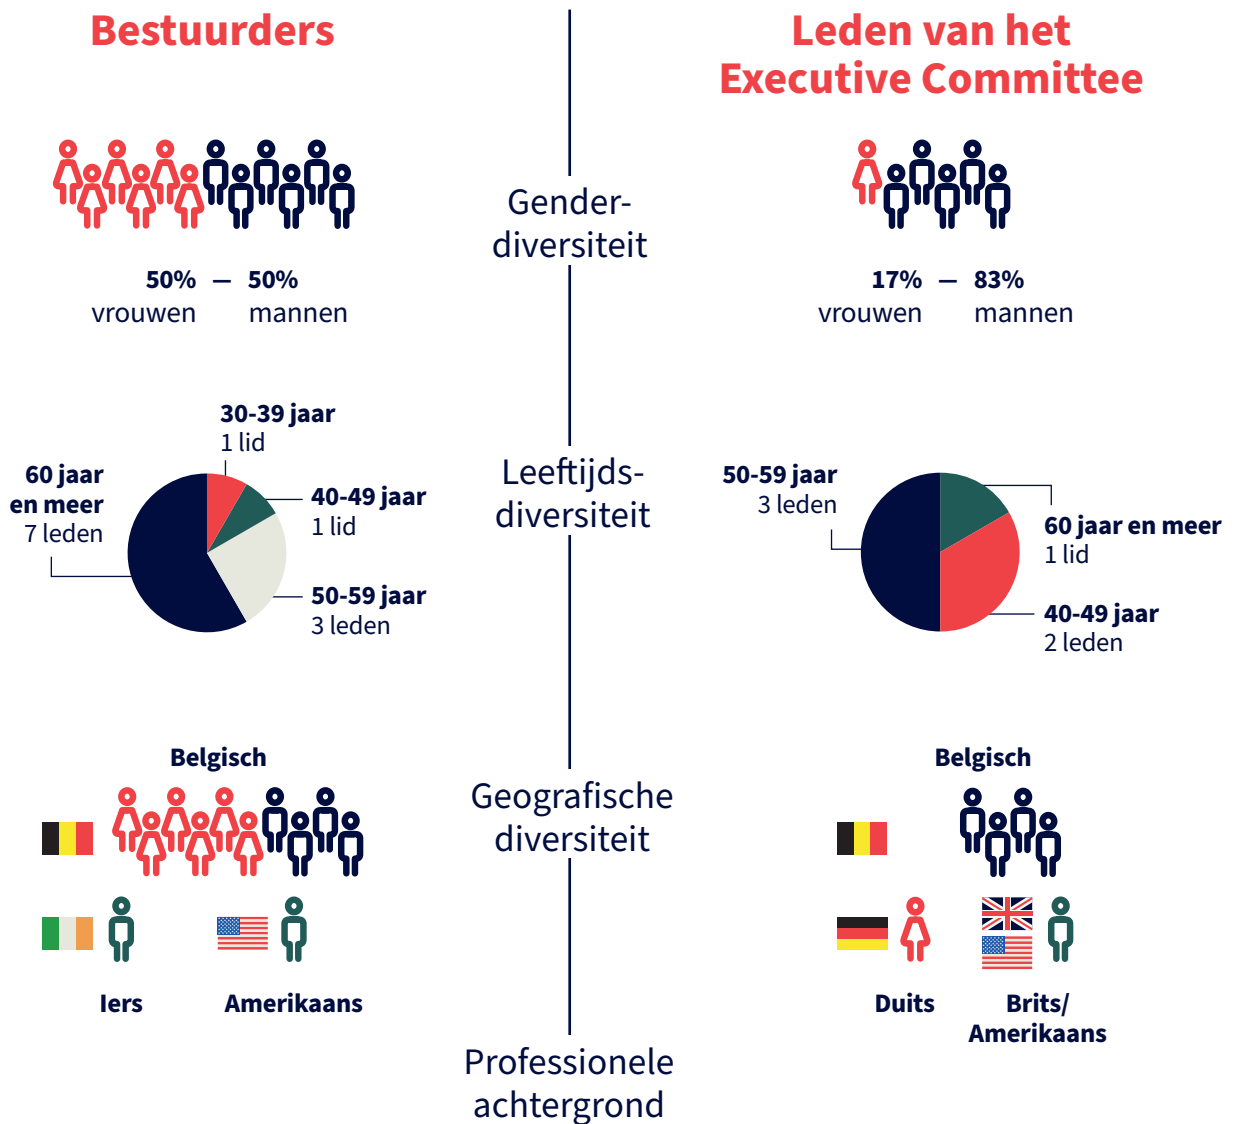 Bestuurders
Leden van het
Executive Committee
Gender-
diversiteit
50% — 50%
vrouwen mannen
17% — 83%
vrouwen mannen
Leeftijds-
diversiteit
30-39 jaar
1 lid
60 jaar
en meer
7 leden
40-49 jaar
1 lid
50-59 jaar
3 leden
50-59 jaar
3 leden
60 jaar en meer
1 lid
40-49 jaar
2 leden
Geografische
diversiteit
Belgisch
Iers
Amerikaans
Belgisch
Duits
Brits/
Amerikaans
Professionele
achtergrond